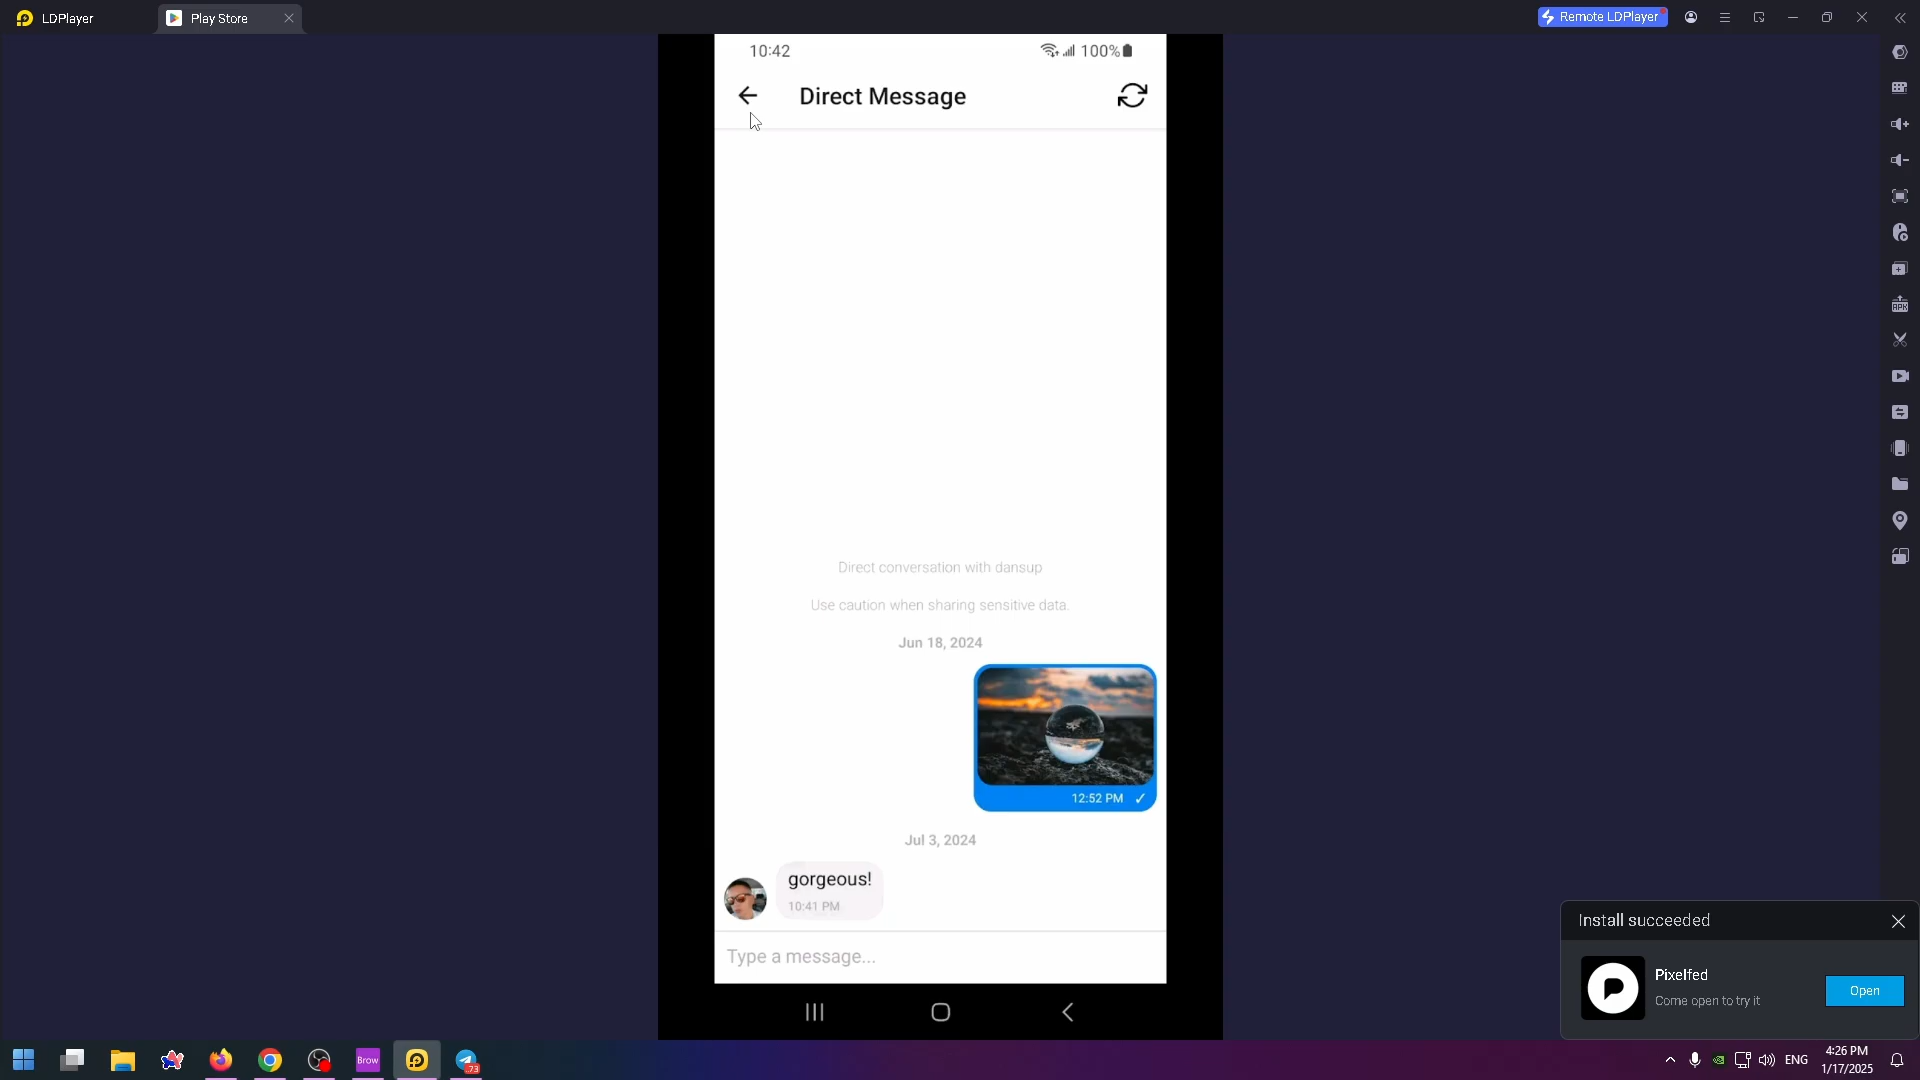 LDPlayer
Play Store
Remote LDPlayer
10:42
100%
Direct Message
Direct conversation with dansup
Use caution when sharing sensitive data.
Jun 18, 2024
12:52 PM ✓
Jul 3, 2024
gorgeous!
10:41 PM
Type a message...
Install succeeded
Pixelfed
Come open to try it
Open
Brow
73
ENG
4:26 PM
1/17/2025